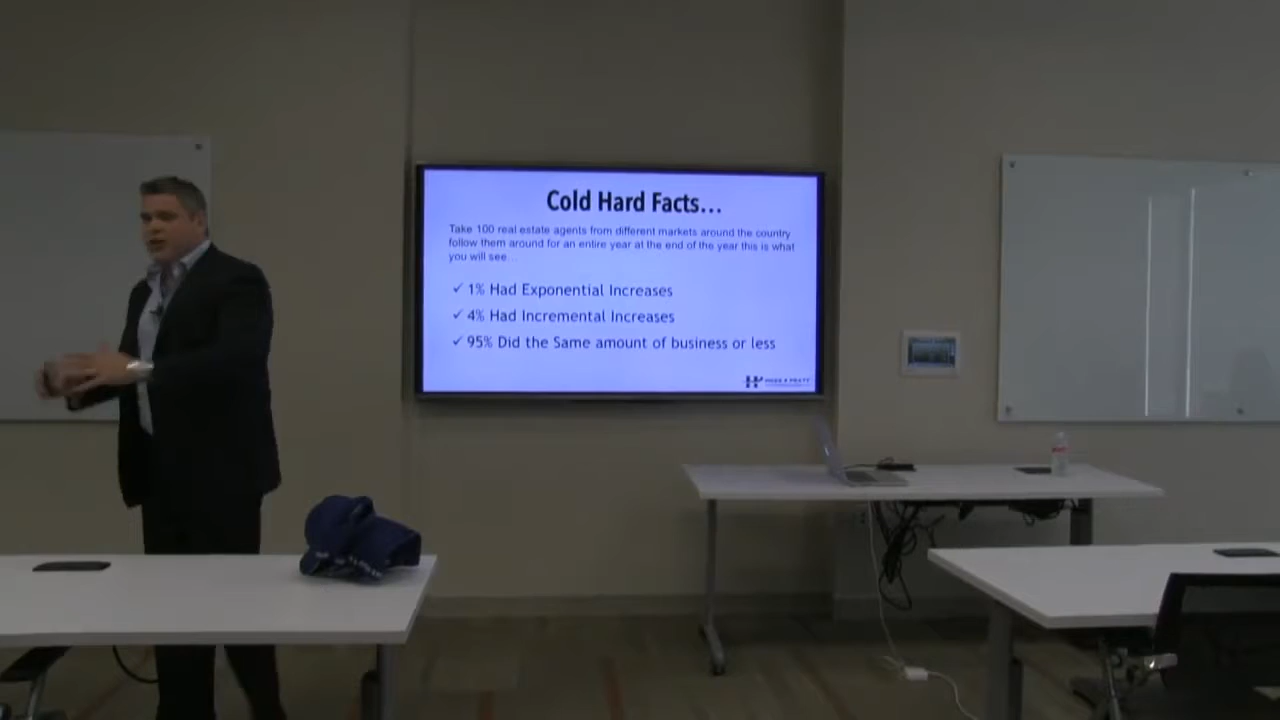 Cold Hard Facts...
Take 100 real estate agents from different markets around the country
follow them around for an entire year at the end of the year this is what
you will see...
✓ 1% Had Exponential Increases
✓ 4% Had Incremental Increases
✓ 95% Did the Same amount of business or less